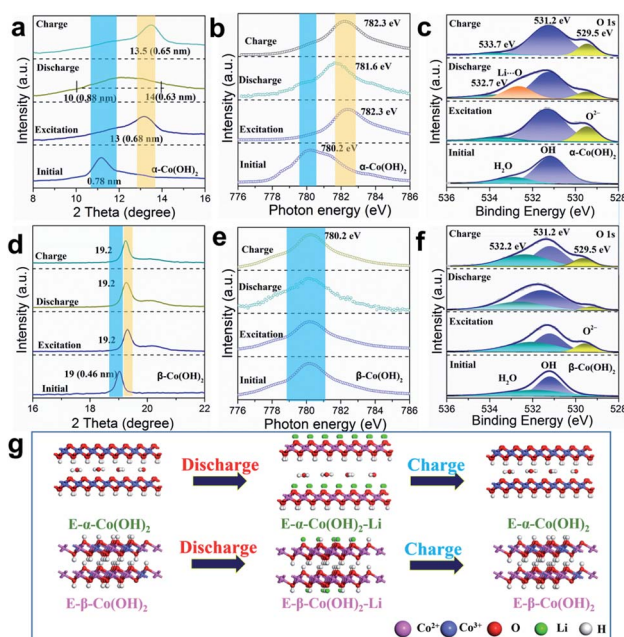 a
Charge
13.5 (0.65 nm)
Discharge
10 (0.88 nm)
14(0.63 nm)
Excitation
13 (0.68 nm)
Initial
0.78 nm
α-Co(OH)₂
Intensity (a.u.)
8 10 12 14 16
2 Theta (degree)
b
Charge
782.3 eV
Discharge
781.6 eV
Excitation
782.3 eV
Initial
780.2 eV
α-Co(OH)₂
Intensity (a.u.)
776 778 780 782 784 786
Photon energy (eV)
c
Charge
531.2 eV
O 1s
533.7 eV
529.5 eV
Discharge
Li···O
532.7 eV
Excitation
O²⁻
Initial
α-Co(OH)₂
H₂O
OH
Intensity (a.u.)
536 534 532 530 528
Binding Energy (eV)
d
Charge
19.2
Discharge
19.2
Excitation
19.2
Initial
19 (0.46 nm)
β-Co(OH)₂
Intensity (a.u.)
16 18 20 22
2 Theta (degree)
e
Charge
780.2 eV
Discharge
Excitation
Initial
β-Co(OH)₂
Intensity (a.u.)
776 778 780 782 784 786
Photon energy (eV)
f
Charge
531.2 eV
O 1s
532.2 eV
529.5 eV
Discharge
Excitation
O²⁻
Initial
OH
β-Co(OH)₂
H₂O
Intensity (a.u.)
536 534 532 530 528
Binding Energy (eV)
g
Discharge
Charge
E-α-Co(OH)₂
E-α-Co(OH)₂-Li
E-α-Co(OH)₂
Discharge
Charge
E-β-Co(OH)₂
E-β-Co(OH)₂-Li
E-β-Co(OH)₂
Co²⁺ Co³⁺ O Li H